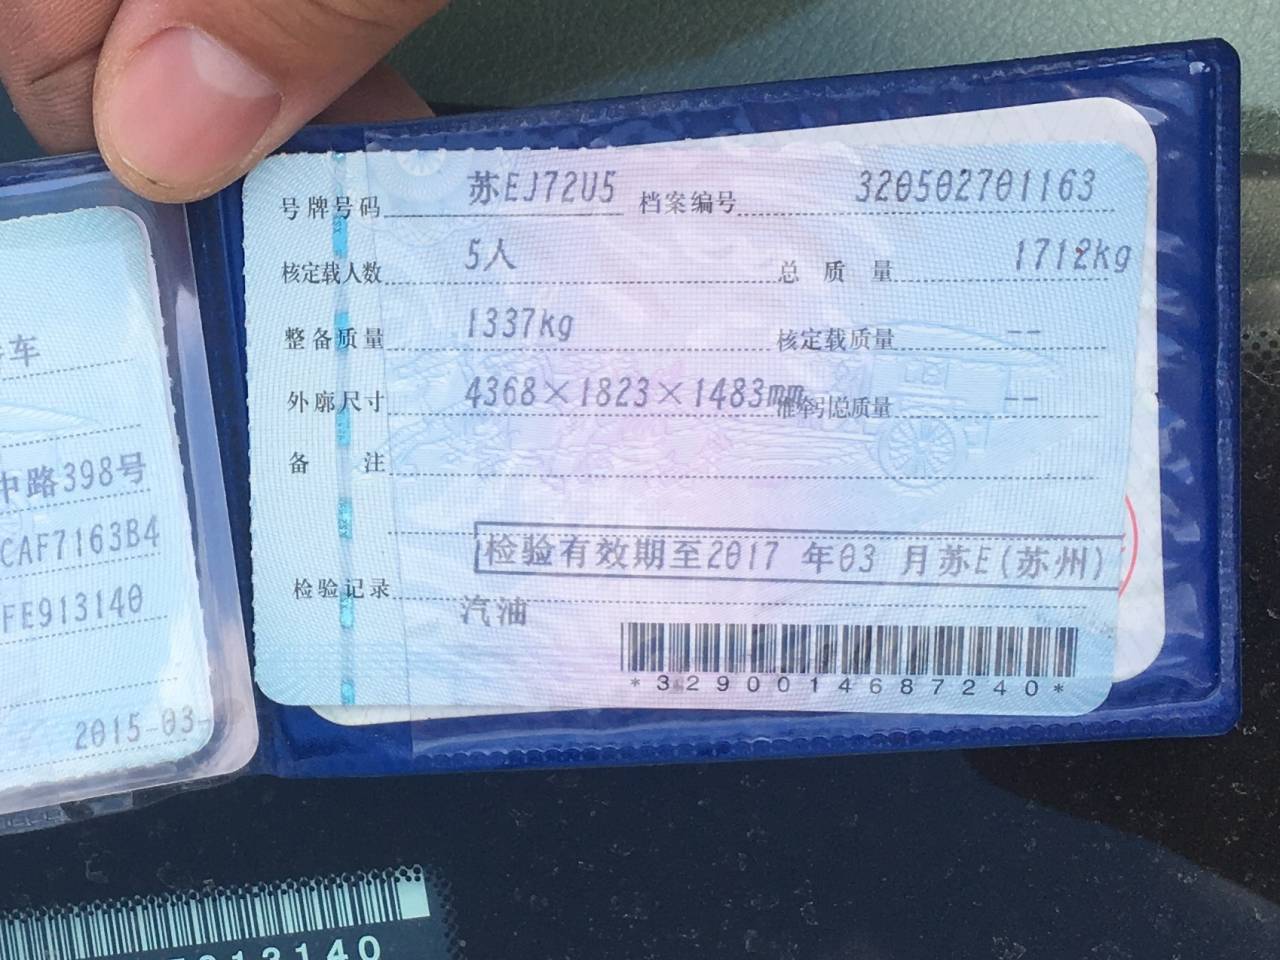 车
中路398号
CAF7163B4
FE913140
2015-03-
号牌号码 苏EJ72U5 档案编号 320502701163
核定载人数 5人 总质量 1712kg
整备质量 1337kg 核定载质量 --
外廓尺寸 4368×1823×1483mm 准牵引总质量 --
备注
检验有效期至2017 年03 月苏E(苏州)
检验记录
汽油
*3290014687240*
13140